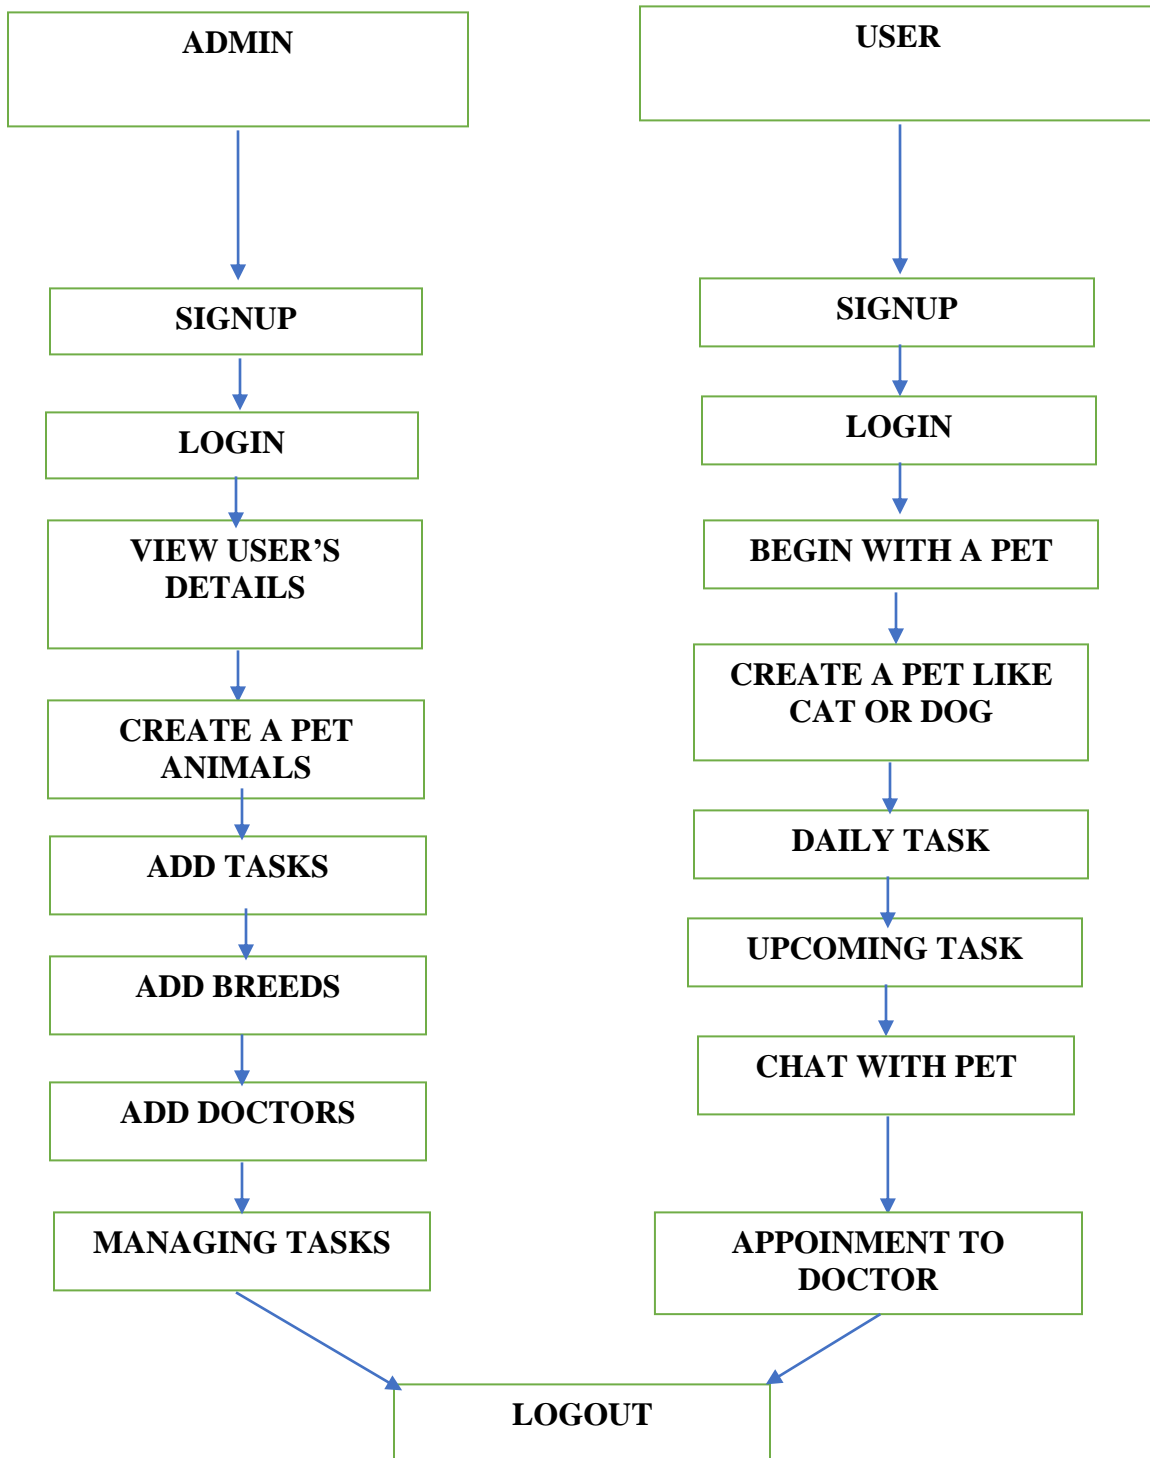 ADMIN
SIGNUP
LOGIN
VIEW USER’S
DETAILS
CREATE A PET
ANIMALS
ADD TASKS
ADD BREEDS
ADD DOCTORS
MANAGING TASKS
USER
SIGNUP
LOGIN
BEGIN WITH A PET
CREATE A PET LIKE
CAT OR DOG
DAILY TASK
UPCOMING TASK
CHAT WITH PET
APPOINMENT TO
DOCTOR
LOGOUT